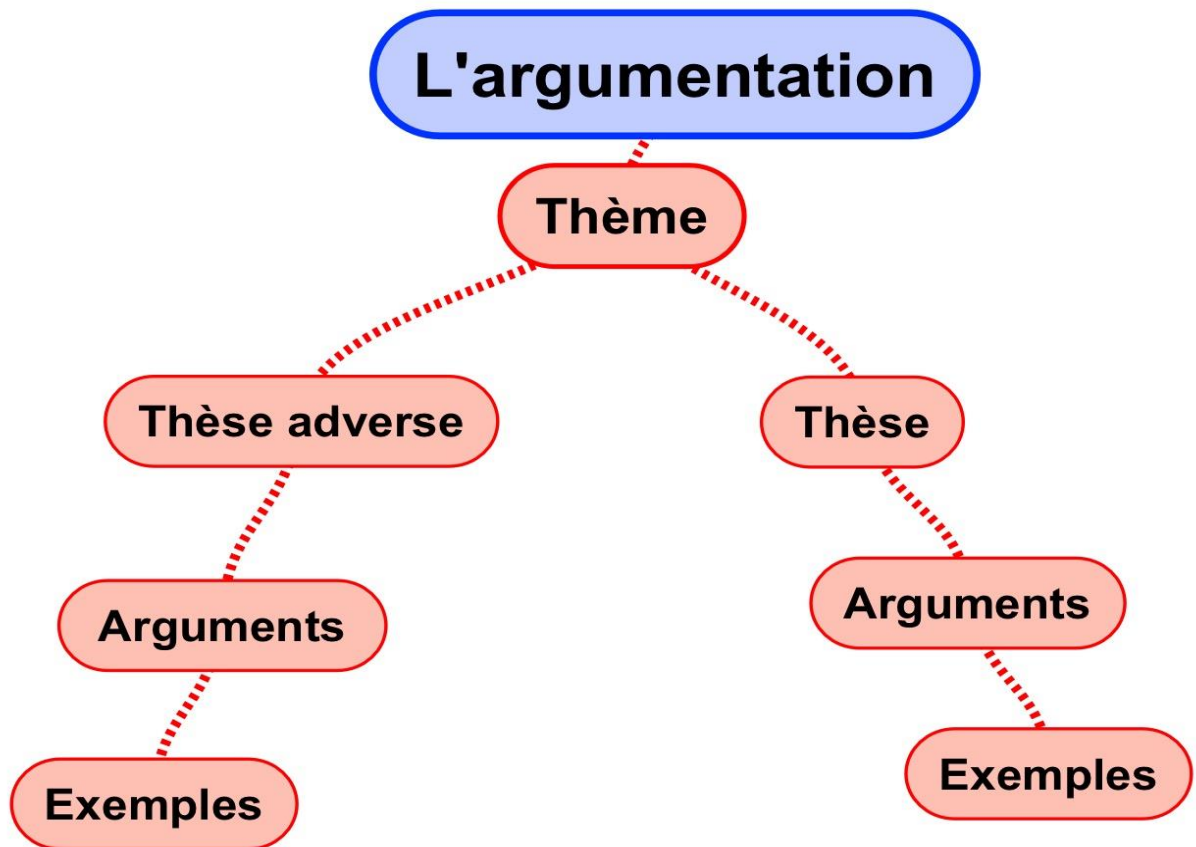 L'argumentation
Thème
Thèse adverse
Thèse
Arguments
Arguments
Exemples
Exemples